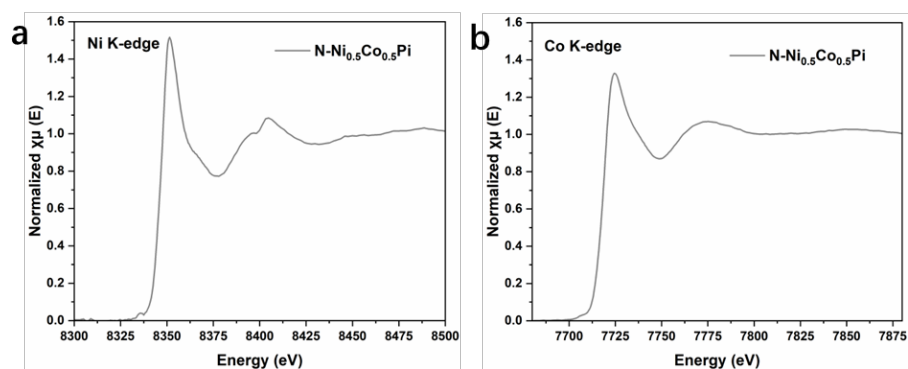 a
Ni K-edge
N-Ni0.5Co0.5Pi
Normalized χμ (E)
1.6
1.4
1.2
1.0
0.8
0.6
0.4
0.2
0.0
8300 8325 8350 8375 8400 8425 8450 8475 8500
Energy (eV)
b
Co K-edge
N-Ni0.5Co0.5Pi
Normalized χμ (E)
1.6
1.4
1.2
1.0
0.8
0.6
0.4
0.2
0.0
7700 7725 7750 7775 7800 7825 7850 7875
Energy (eV)